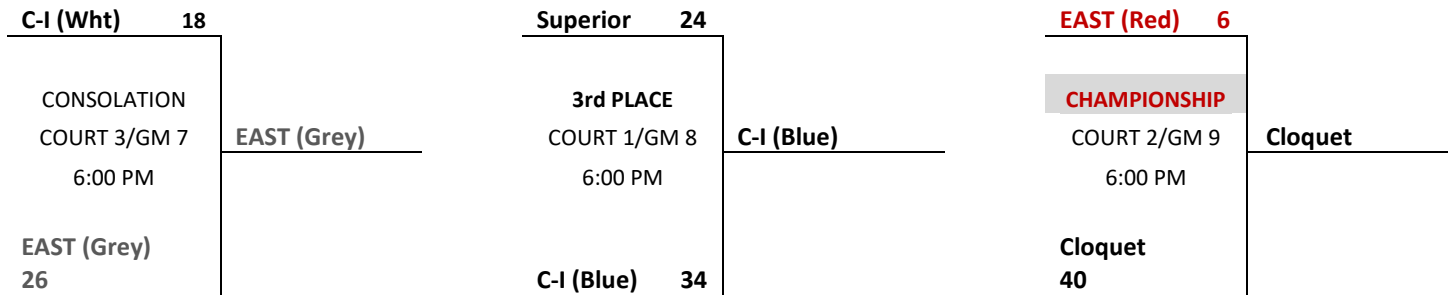 C-I (Wht) 18
CONSOLATION
COURT 3/GM 7
EAST (Grey)
6:00 PM
EAST (Grey)
26
Superior 24
3rd PLACE
COURT 1/GM 8
C-I (Blue)
6:00 PM
C-I (Blue) 34
EAST (Red) 6
CHAMPIONSHIP
COURT 2/GM 9
Cloquet
6:00 PM
Cloquet
40